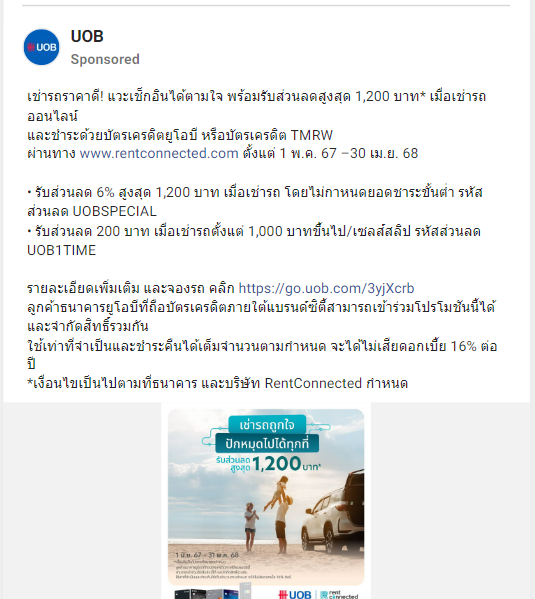 UOB
UOB
Sponsored
เช่ารถราคาดี! แวะเช็กอินได้ตามใจ พร้อมรับส่วนลดสูงสุด 1,200 บาท* เมื่อเช่ารถ
ออนไลน์
และชำระด้วยบัตรเครดิตยูโอบี หรือบัตรเครดิต TMRW
ผ่านทาง www.rentconnected.com ตั้งแต่ 1 พ.ค. 67 –30 เม.ย. 68
• รับส่วนลด 6% สูงสุด 1,200 บาท เมื่อเช่ารถ โดยไม่กำหนดยอดชำระขั้นต่ำ รหัส
ส่วนลด UOBSPECIAL
• รับส่วนลด 200 บาท เมื่อเช่ารถตั้งแต่ 1,000 บาทขึ้นไป/เซลส์สลิป รหัสส่วนลด
UOB1TIME
รายละเอียดเพิ่มเติม และจองรถ คลิก https://go.uob.com/3yjXcrb
ลูกค้าธนาคารยูโอบีที่ถือบัตรเครดิตภายใต้แบรนด์ซิตี้สามารถเข้าร่วมโปรโมชันนี้ได้
และจำกัดสิทธิ์รวมกัน
ใช้เท่าที่จำเป็นและชำระคืนได้เต็มจำนวนตามกำหนด จะได้ไม่เสียดอกเบี้ย 16% ต่อ
ปี
*เงื่อนไขเป็นไปตามที่ธนาคาร และบริษัท RentConnected กำหนด
เช่ารถถูกใจ
ปักหมุดไปได้ทุกที่
รับส่วนลด
สูงสุด 1,200 บาท*
1 มิ.ย. 67 – 31 พ.ค. 68
UOB
rent
connected